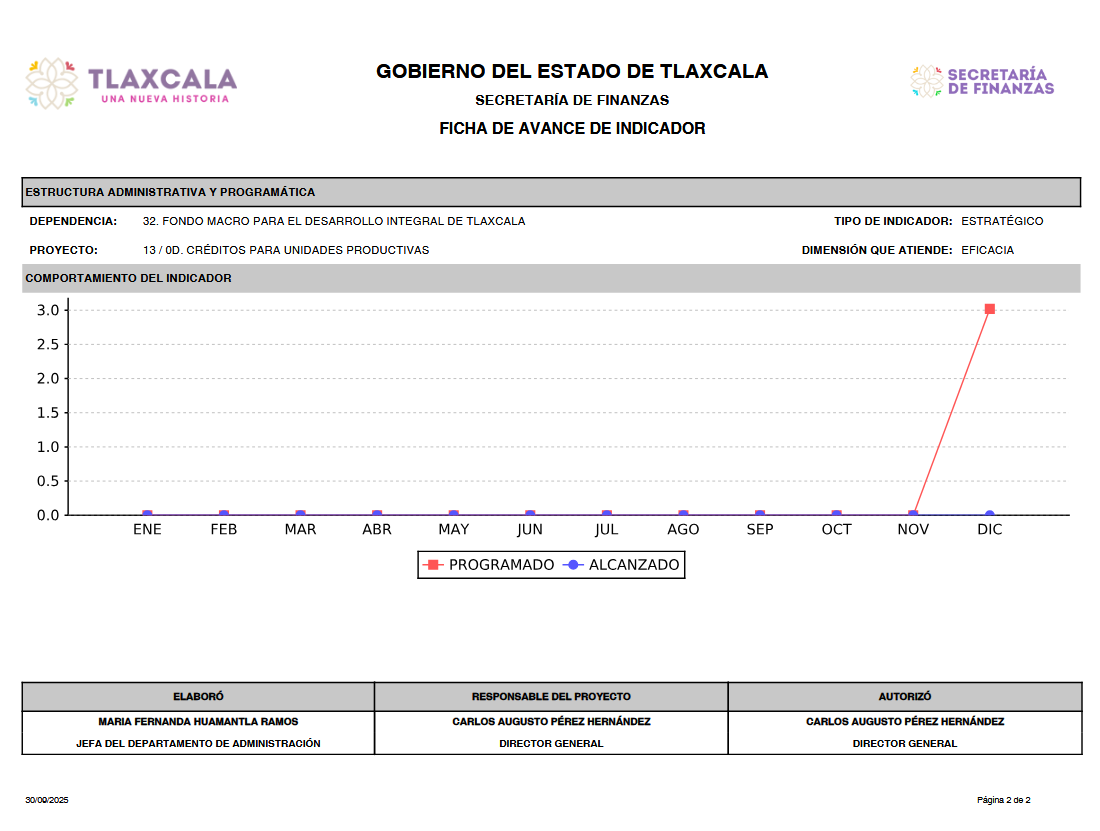 TLAXCALA
UNA NUEVA HISTORIA
GOBIERNO DEL ESTADO DE TLAXCALA
SECRETARÍA DE FINANZAS
FICHA DE AVANCE DE INDICADOR
SECRETARÍA
DE FINANZAS
ESTRUCTURA ADMINISTRATIVA Y PROGRAMÁTICA
DEPENDENCIA: 32. FONDO MACRO PARA EL DESARROLLO INTEGRAL DE TLAXCALA TIPO DE INDICADOR: ESTRATÉGICO
PROYECTO: 13 / 0D. CRÉDITOS PARA UNIDADES PRODUCTIVAS DIMENSIÓN QUE ATIENDE: EFICACIA
COMPORTAMIENTO DEL INDICADOR
3.0
2.5
2.0
1.5
1.0
0.5
0.0
ENE FEB MAR ABR MAY JUN JUL AGO SEP OCT NOV DIC
PROGRAMADO ALCANZADO
ELABORÓ RESPONSABLE DEL PROYECTO AUTORIZÓ
MARIA FERNANDA HUAMANTLA RAMOS CARLOS AUGUSTO PÉREZ HERNÁNDEZ CARLOS AUGUSTO PÉREZ HERNÁNDEZ
JEFA DEL DEPARTAMENTO DE ADMINISTRACIÓN DIRECTOR GENERAL DIRECTOR GENERAL
30/09/2025 Página 2 de 2